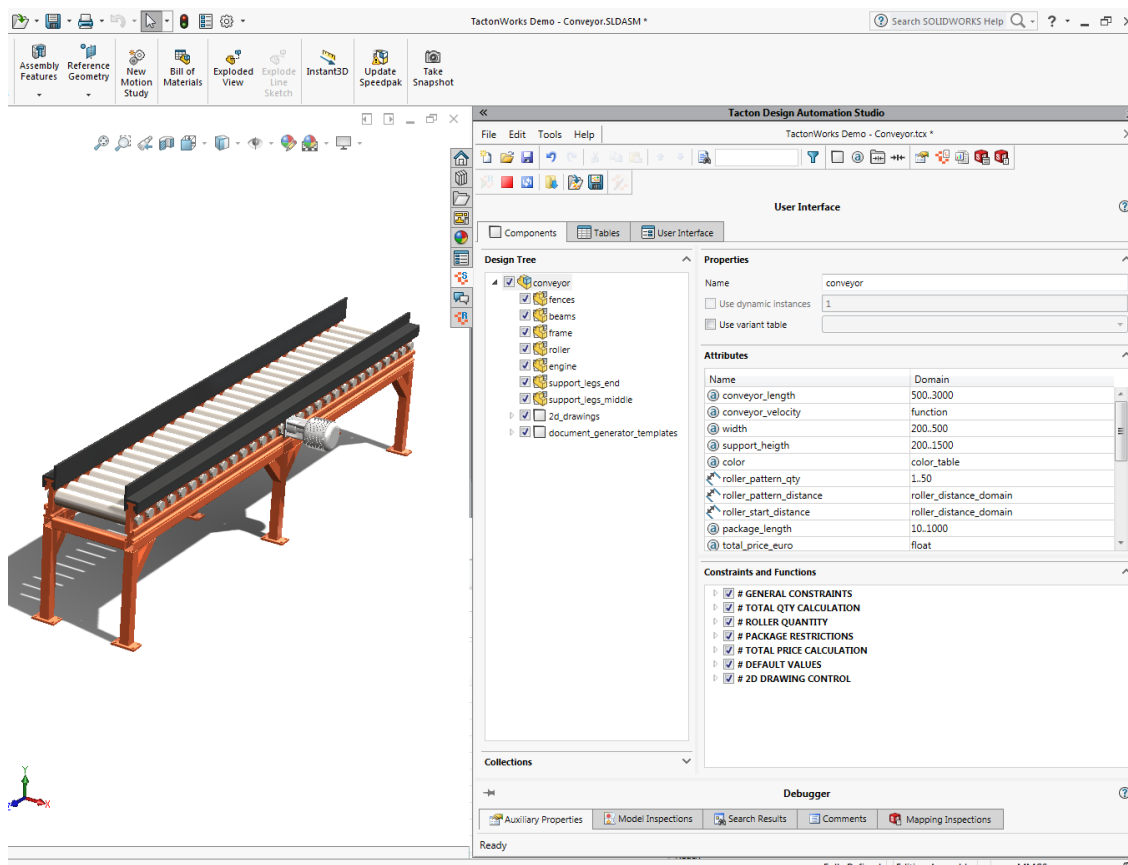 TactonWorks Demo - Conveyor.SLDASM *
Search SOLIDWORKS Help
?
Assembly Features
Reference Geometry
New Motion Study
Bill of Materials
Exploded View
Explode Line Sketch
Instant3D
Update Speedpak
Take Snapshot
Tacton Design Automation Studio
File Edit Tools Help
TactonWorks Demo - Conveyor.tcx *
User Interface
Components Tables User Interface
Design Tree
conveyor
fences
beams
frame
roller
engine
support_legs_end
support_legs_middle
2d_drawings
document_generator_templates
Collections
Properties
Name conveyor
Use dynamic instances 1
Use variant table
Attributes
Name Domain
conveyor_length 500..3000
conveyor_velocity function
width 200..500
support_heigth 200..1500
color color_table
roller_pattern_qty 1..50
roller_pattern_distance roller_distance_domain
roller_start_distance roller_distance_domain
package_length 10..1000
total_price_euro float
Constraints and Functions
# GENERAL CONSTRAINTS
# TOTAL QTY CALCULATION
# ROLLER QUANTITY
# PACKAGE RESTRICTIONS
# TOTAL PRICE CALCULATION
# DEFAULT VALUES
# 2D DRAWING CONTROL
Y
X
Debugger
Auxiliary Properties Model Inspections Search Results Comments Mapping Inspections
Ready